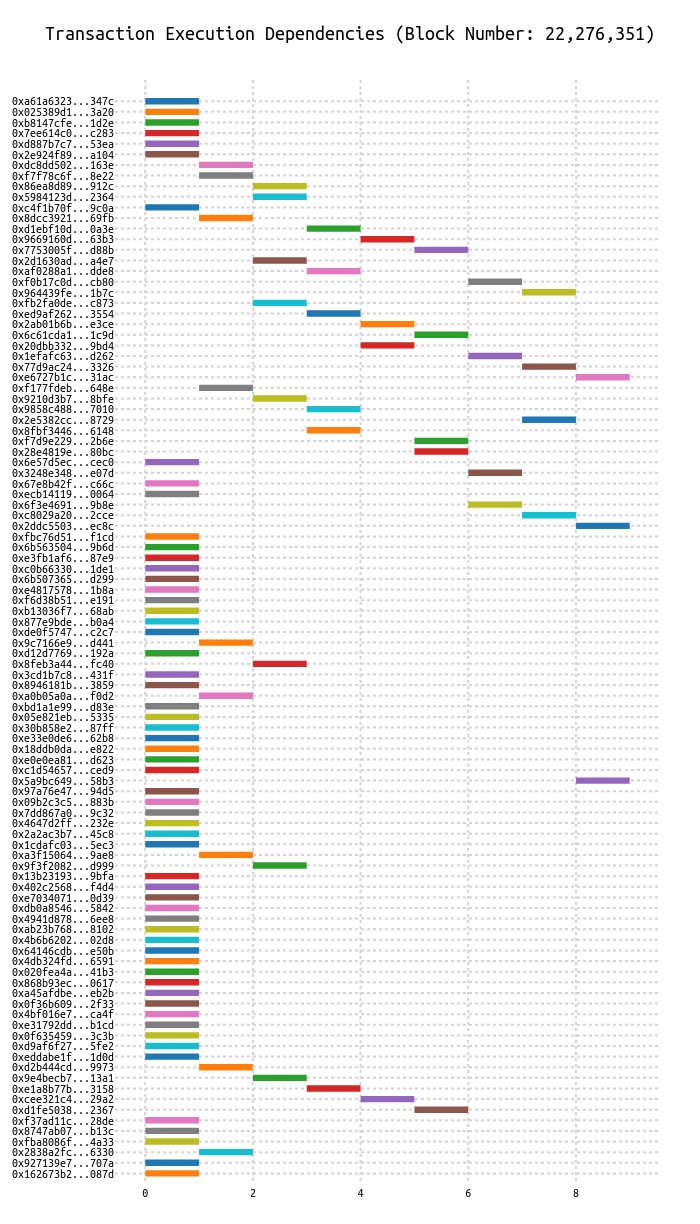 Transaction Execution Dependencies (Block Number: 22,276,351)
0xa61a6323...347c
0x025389d1...3a20
0xb8147cfe...1d2e
0x7ee614c0...c283
0xd887b7c7...53ea
0x2e924f89...a104
0xdc8dd502...163e
0xf7f78c6f...8e22
0x86ea8d89...912c
0x5984123d...2364
0xc4f1b70f...9c0a
0x8dcc3921...69fb
0xd1ebf10d...0a3e
0x9669160d...63b3
0x7753005f...d88b
0x2d1630ad...a4e7
0xaf0288a1...dde8
0xf0b17c0d...cb80
0x964439fe...1b7c
0xfb2fa0de...c873
0xed9af262...3554
0x2ab01b6b...e3ce
0x6c61cda1...1c9d
0x20dbb332...9bd4
0x1efafc63...d262
0x77d9ac24...3326
0xe6727b1c...31ac
0xf177fdeb...648e
0x9210d3b7...8bfe
0x9858c488...7010
0x2e5382cc...8729
0x8fbf3446...6148
0xf7d9e229...2b6e
0x28e4819e...80bc
0x6e57d5ec...cec0
0x3248e348...e07d
0x67e8b42f...c66c
0xecb14119...0064
0x6f3e4691...9b8e
0xc8029a20...2cce
0x2ddc5503...ec8c
0xfbc76d51...f1cd
0x6b563504...9b6d
0xe3fb1af6...87e9
0xc0b66330...1de1
0x6b507365...d299
0xe4817578...1b8a
0xf6d38b51...e191
0xb13036f7...68ab
0x877e9bde...b0a4
0xde0f5747...c2c7
0x9c7166e9...d441
0xd12d7769...192a
0x8feb3a44...fc40
0x3cd1b7c8...431f
0x8946181b...3859
0xa0b05a0a...f0d2
0xbd1a1e99...d83e
0x05e821eb...5335
0x30b858e2...87ff
0xe33e0de6...62b8
0x18ddb0da...e822
0xe0e0ea81...d623
0xc1d54657...ced9
0x5a9bc649...58b3
0x97a76e47...94d5
0x09b2c3c5...883b
0x7dd867a0...9c32
0x4647d2ff...232e
0x2a2ac3b7...45c8
0x1cdafc03...5ec3
0xa3f15064...9ae8
0x9f3f2082...d999
0x13b23193...9bfa
0x402c2568...f4d4
0xe7034071...0d39
0xdb0a8546...5842
0x4941d878...6ee8
0xab23b768...8102
0x4b6b6202...02d8
0x64146cdb...e50b
0x4db324fd...6591
0x020fea4a...41b3
0x868b93ec...0617
0xa45afdbe...eb2b
0x0f36b609...2f33
0x4bf016e7...ca4f
0xe31792dd...b1cd
0x0f635459...3c3b
0xd9af6f27...5fe2
0xeddabe1f...1d0d
0xd2b444cd...9973
0x9e4becb7...13a1
0xe1a8b77b...3158
0xcee321c4...29a2
0xd1fe5038...2367
0xf37ad11c...28de
0x8747ab07...b13c
0xfba8086f...4a33
0x2838a2fc...6330
0x927139e7...707a
0x162673b2...087d
0 2 4 6 8